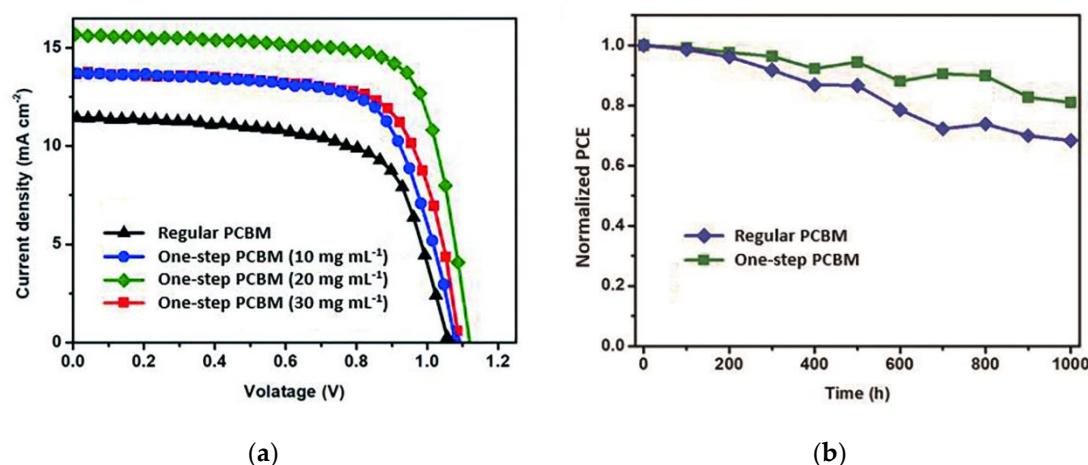 Current density (mA cm⁻²)
15
10
5
0
Regular PCBM
One-step PCBM (10 mg mL⁻¹)
One-step PCBM (20 mg mL⁻¹)
One-step PCBM (30 mg mL⁻¹)
0.0 0.2 0.4 0.6 0.8 1.0 1.2
Volatage (V)
(a)
Normalized PCE
1.0
0.8
0.6
0.4
0.2
0.0
Regular PCBM
One-step PCBM
0 200 400 600 800 1000
Time (h)
(b)